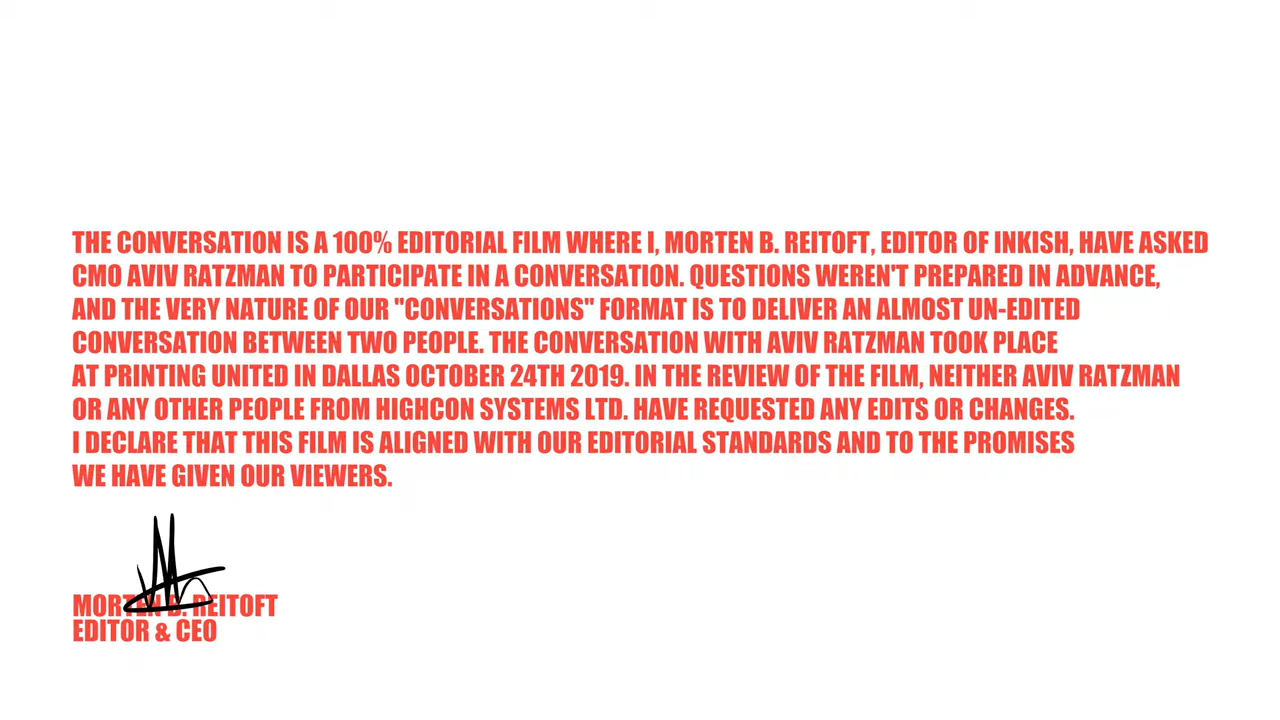 THE CONVERSATION IS A 100% EDITORIAL FILM WHERE I, MORTEN B. REITOFT, EDITOR OF INKISH, HAVE ASKED
CMO AVIV RATZMAN TO PARTICIPATE IN A CONVERSATION. QUESTIONS WEREN'T PREPARED IN ADVANCE,
AND THE VERY NATURE OF OUR "CONVERSATIONS" FORMAT IS TO DELIVER AN ALMOST UN-EDITED
CONVERSATION BETWEEN TWO PEOPLE. THE CONVERSATION WITH AVIV RATZMAN TOOK PLACE
AT PRINTING UNITED IN DALLAS OCTOBER 24TH 2019. IN THE REVIEW OF THE FILM, NEITHER AVIV RATZMAN
OR ANY OTHER PEOPLE FROM HIGHCON SYSTEMS LTD. HAVE REQUESTED ANY EDITS OR CHANGES.
I DECLARE THAT THIS FILM IS ALIGNED WITH OUR EDITORIAL STANDARDS AND TO THE PROMISES
WE HAVE GIVEN OUR VIEWERS.
MORTEN B. REITOFT
EDITOR & CEO